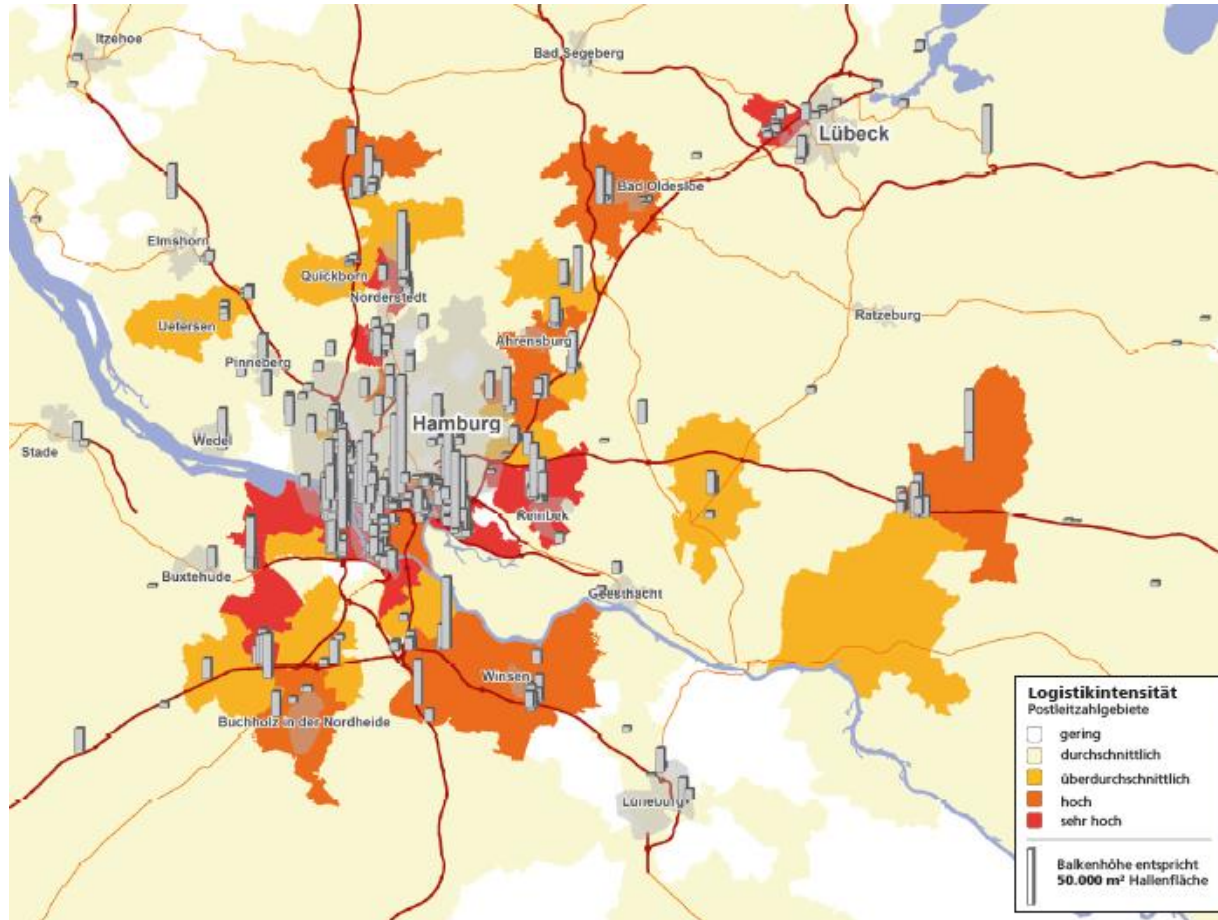 Itzehoe
Bad Segeberg
Lübeck
Bad Oldesloe
Elmshorn
Quickborn
Norderstedt
Ratzeburg
Uetersen
Ahrensburg
Pinneberg
Hamburg
Wedel
Stade
Reinbek
Buxtehude
Geesthacht
Winsen
Buchholz in der Nordheide
Lüneburg
Logistikintensität
Postleitzahlgebiete
gering
durchschnittlich
überdurchschnittlich
hoch
sehr hoch
Balkenhöhe entspricht
50.000 m² Hallenfläche